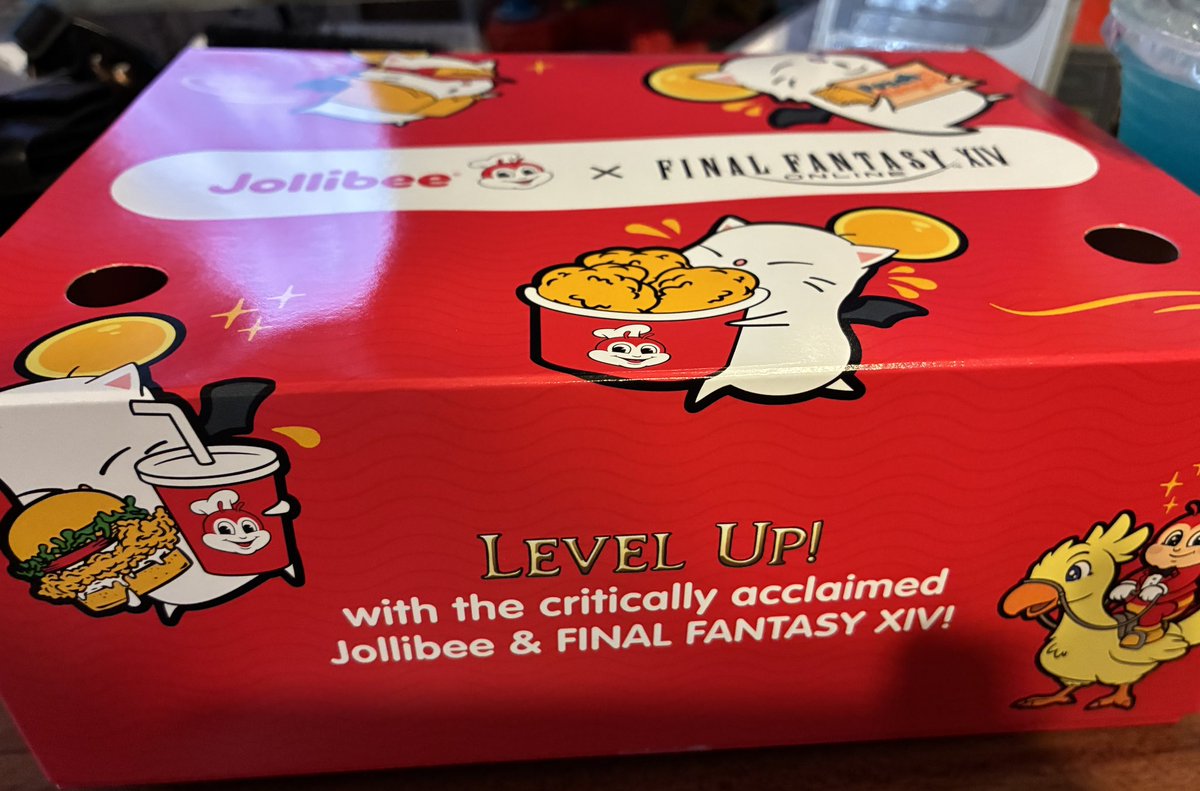 Jollibee × FINAL FANTASY XIV
ONLINE
LEVEL UP!
with the critically acclaimed
Jollibee & FINAL FANTASY XIV!